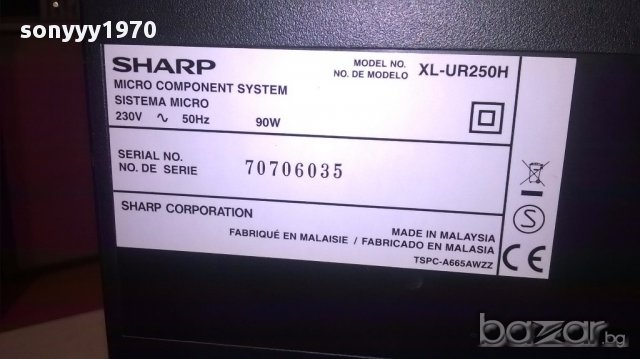 sonyyy1970
SHARP
MODEL NO.
NO. DE MODELO
XL-UR250H
MICRO COMPONENT SYSTEM
SISTEMA MICRO
230V ∿ 50Hz 90W
SERIAL NO.
NO. DE SERIE
70706035
SHARP CORPORATION
MADE IN MALAYSIA
FABRIQUÉ EN MALAISIE / FABRICADO EN MALASIA
TSPC-A665AWZZ
S
CE
bazar.bg